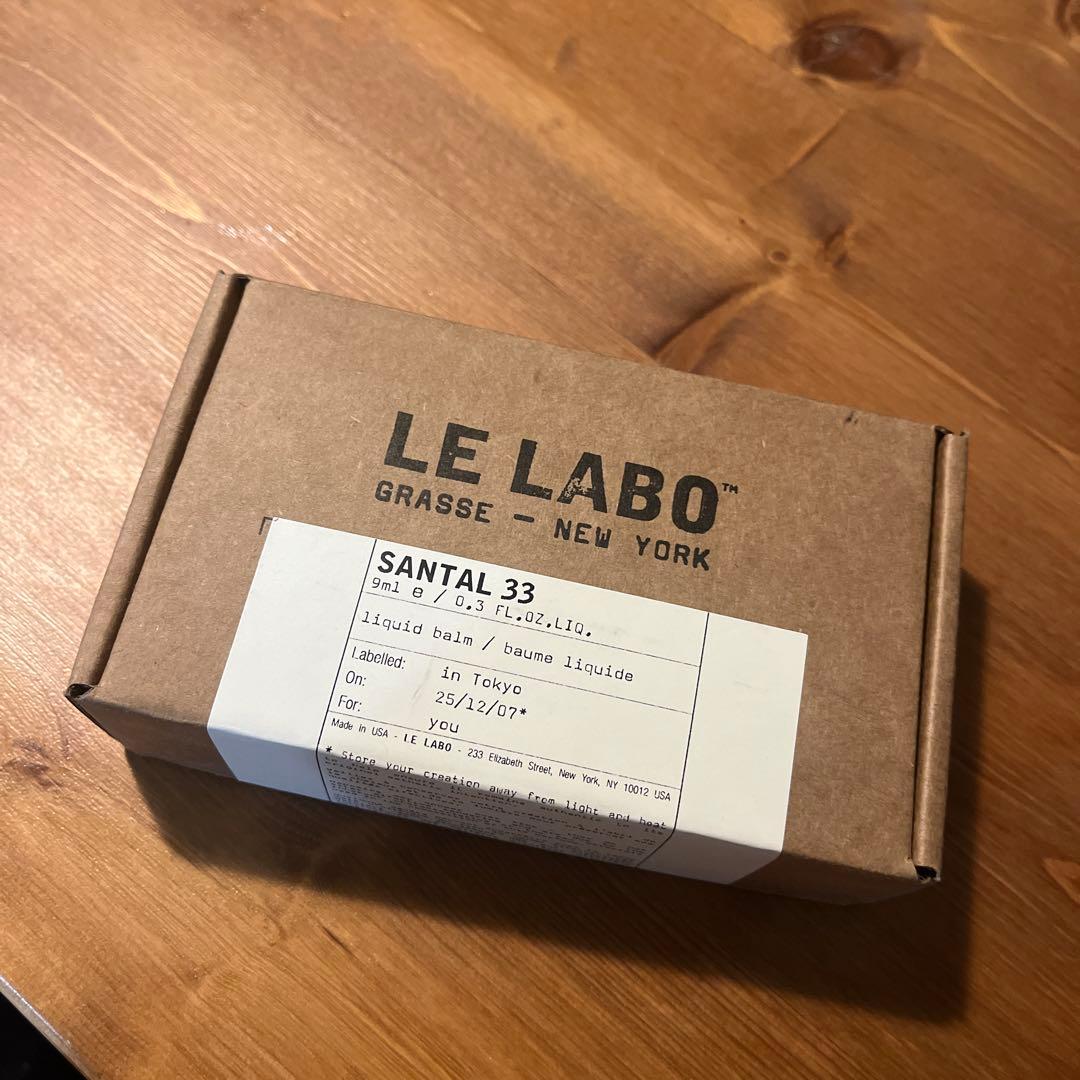 LE LABO™
GRASSE — NEW YORK
SANTAL 33
9ml e / 0.3 FL.OZ.LIQ.
liquid balm / baume liquide
Labelled: in Tokyo
On: 25/12/07*
For: you
Made in USA - LE LABO - 233 Elizabeth Street, New York, NY 10012 USA
* Store your creation away from light and heat